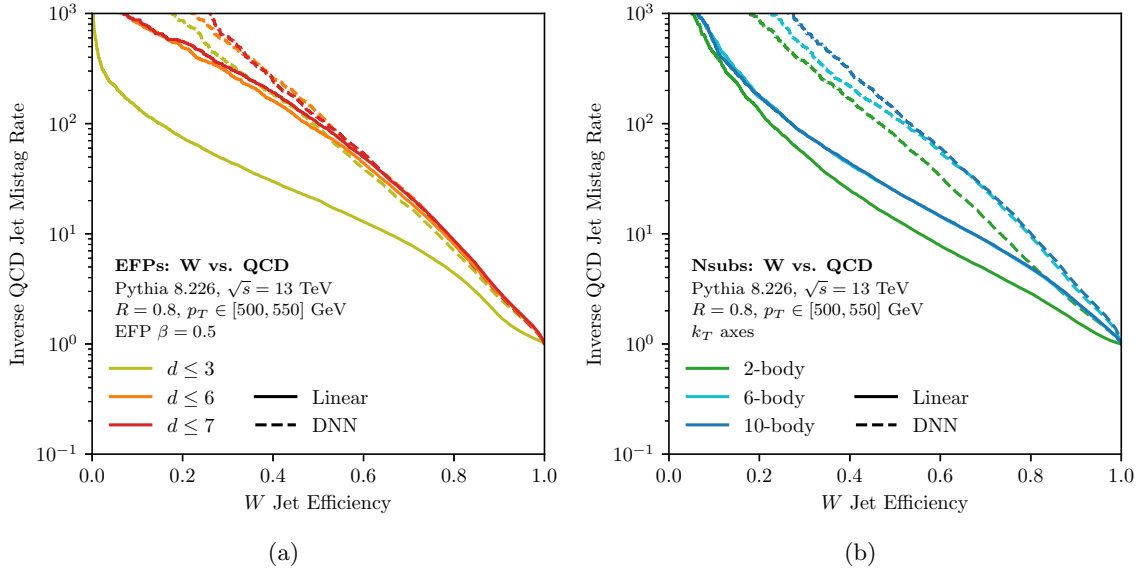 Inverse QCD Jet Mistag Rate
10^3
10^2
10^1
10^0
10^{-1}
EFPs: W vs. QCD
Pythia 8.226, √s = 13 TeV
R = 0.8, p_T ∈ [500, 550] GeV
EFP β = 0.5
d ≤ 3
d ≤ 6
d ≤ 7
Linear
DNN
0.0 0.2 0.4 0.6 0.8 1.0
W Jet Efficiency
(a)
Inverse QCD Jet Mistag Rate
10^3
10^2
10^1
10^0
10^{-1}
Nsubs: W vs. QCD
Pythia 8.226, √s = 13 TeV
R = 0.8, p_T ∈ [500, 550] GeV
k_T axes
2-body
6-body
10-body
Linear
DNN
0.0 0.2 0.4 0.6 0.8 1.0
W Jet Efficiency
(b)